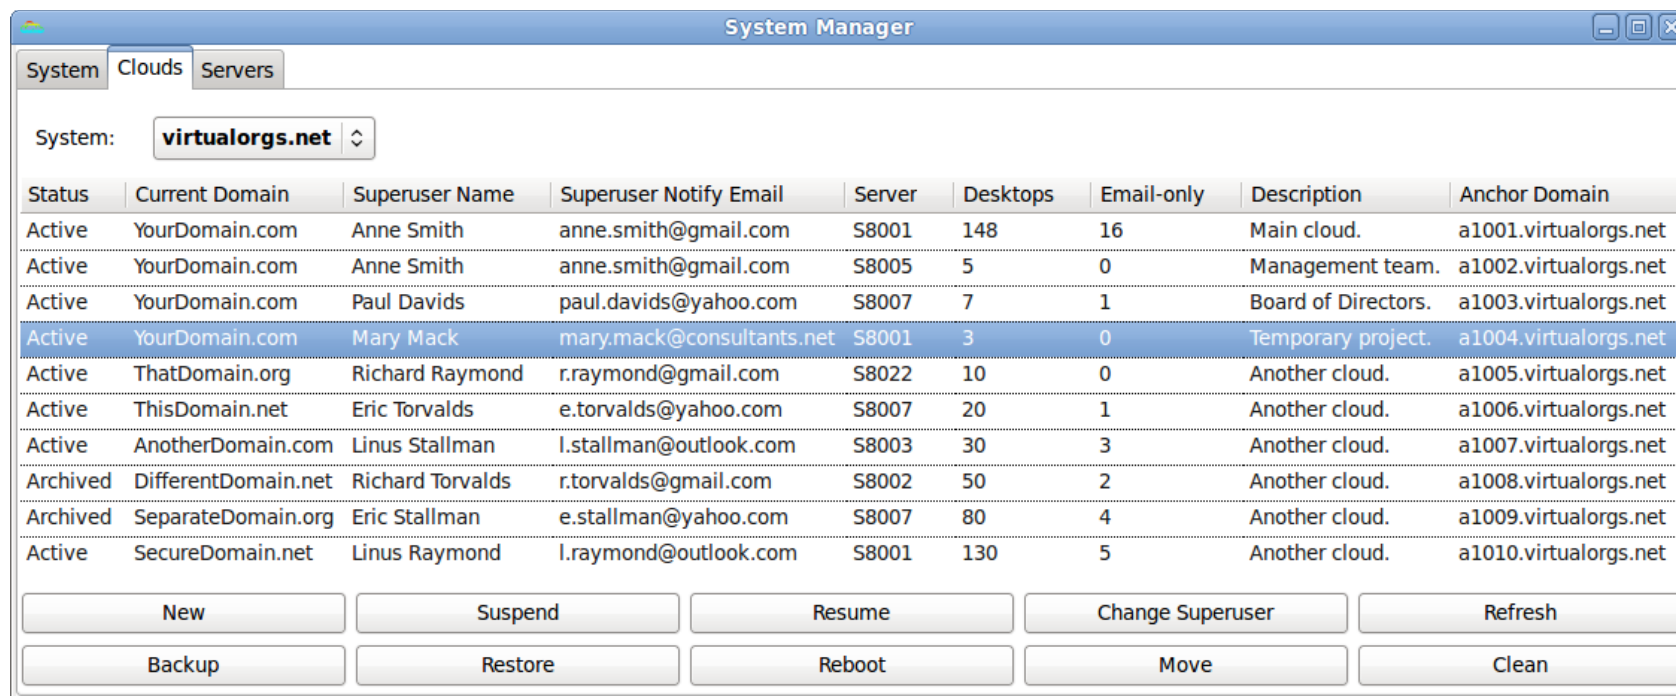 System Manager
System Clouds Servers
System: virtualorgs.net
Status Current Domain Superuser Name Superuser Notify Email Server Desktops Email-only Description Anchor Domain
Active YourDomain.com Anne Smith anne.smith@gmail.com S8001 148 16 Main cloud. a1001.virtualorgs.net
Active YourDomain.com Anne Smith anne.smith@gmail.com S8005 5 0 Management team. a1002.virtualorgs.net
Active YourDomain.com Paul Davids paul.davids@yahoo.com S8007 7 1 Board of Directors. a1003.virtualorgs.net
Active YourDomain.com Mary Mack mary.mack@consultants.net S8001 3 0 Temporary project. a1004.virtualorgs.net
Active ThatDomain.org Richard Raymond r.raymond@gmail.com S8022 10 0 Another cloud. a1005.virtualorgs.net
Active ThisDomain.net Eric Torvalds e.torvalds@yahoo.com S8007 20 1 Another cloud. a1006.virtualorgs.net
Active AnotherDomain.com Linus Stallman l.stallman@outlook.com S8003 30 3 Another cloud. a1007.virtualorgs.net
Archived DifferentDomain.net Richard Torvalds r.torvalds@gmail.com S8002 50 2 Another cloud. a1008.virtualorgs.net
Archived SeparateDomain.org Eric Stallman e.stallman@yahoo.com S8007 80 4 Another cloud. a1009.virtualorgs.net
Active SecureDomain.net Linus Raymond l.raymond@outlook.com S8001 130 5 Another cloud. a1010.virtualorgs.net
New Suspend Resume Change Superuser Refresh
Backup Restore Reboot Move Clean